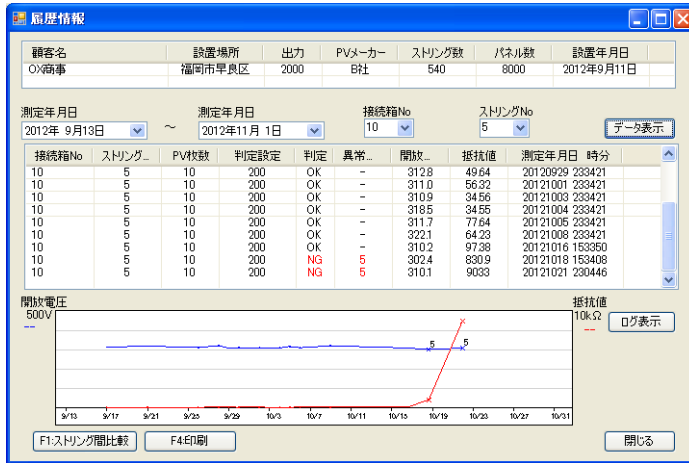 履歴情報
顧客名 設置場所 出力 PVメーカー ストリング数 パネル数 設置年月日
OX商事 福岡市早良区 2000 B社 540 8000 2012年9月11日
測定年月日 測定年月日 接続箱No ストリングNo
2012年 9月13日 ～ 2012年11月 1日 10 5 データ表示
接続箱No ストリング... PV枚数 判定設定 判定 異常... 開放... 抵抗値 測定年月日 時分
10 5 10 200 OK - 312.8 49.64 20120929 233421
10 5 10 200 OK - 311.0 56.32 20121001 233421
10 5 10 200 OK - 310.9 34.56 20121003 233421
10 5 10 200 OK - 318.5 34.55 20121004 233421
10 5 10 200 OK - 311.7 77.64 20121005 233421
10 5 10 200 OK - 322.1 64.23 20121008 233421
10 5 10 200 OK - 310.2 97.38 20121016 153350
10 5 10 200 NG 5 302.4 830.9 20121018 153408
10 5 10 200 NG 5 310.1 9033 20121021 230446
開放電圧 抵抗値
500V 10kΩ ログ表示
5 5
9/13 9/17 9/21 9/25 9/29 10/3 10/7 10/11 10/15 10/19 10/23 10/27 10/31
F1:ストリング間比較 F4:印刷 閉じる